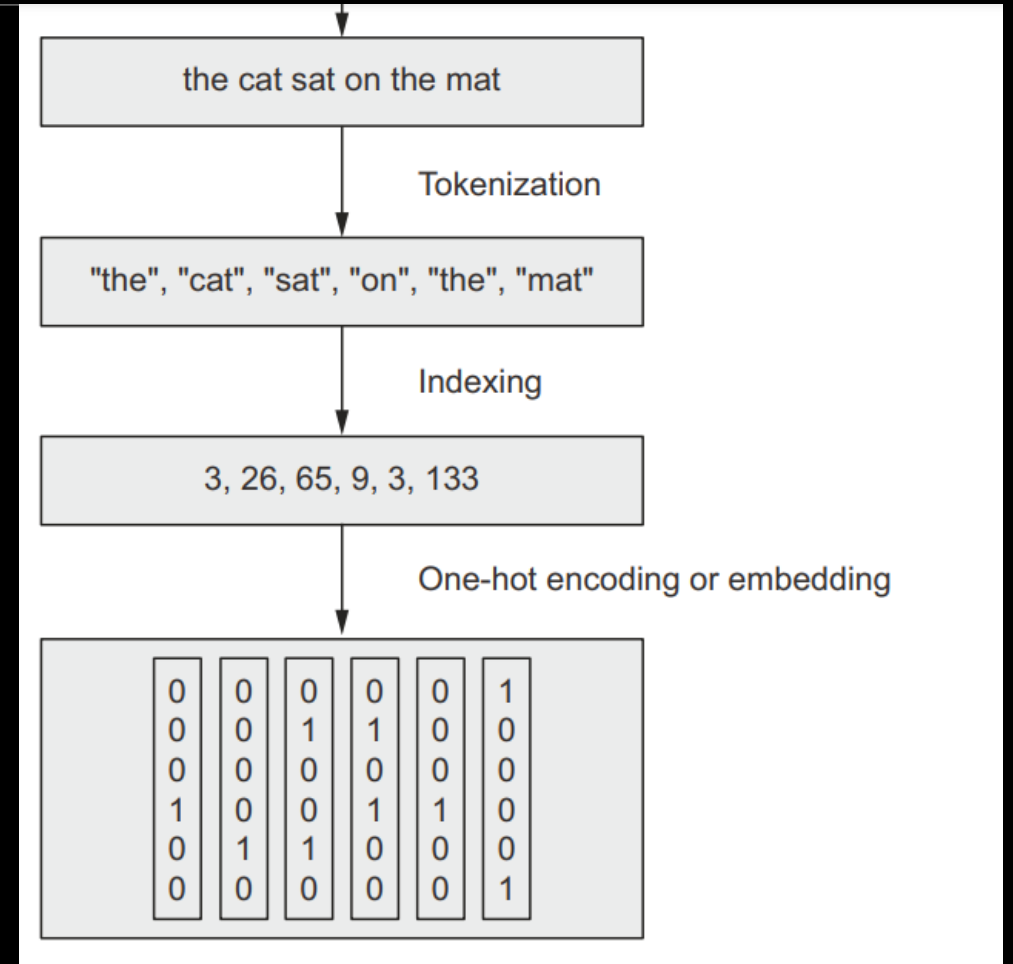 the cat sat on the mat
Tokenization
"the", "cat", "sat", "on", "the", "mat"
Indexing
3, 26, 65, 9, 3, 133
One-hot encoding or embedding
0 0 0 0 0 1
0 0 1 1 0 0
0 0 0 0 0 0
1 0 0 1 1 0
0 1 1 0 0 0
0 0 0 0 0 1